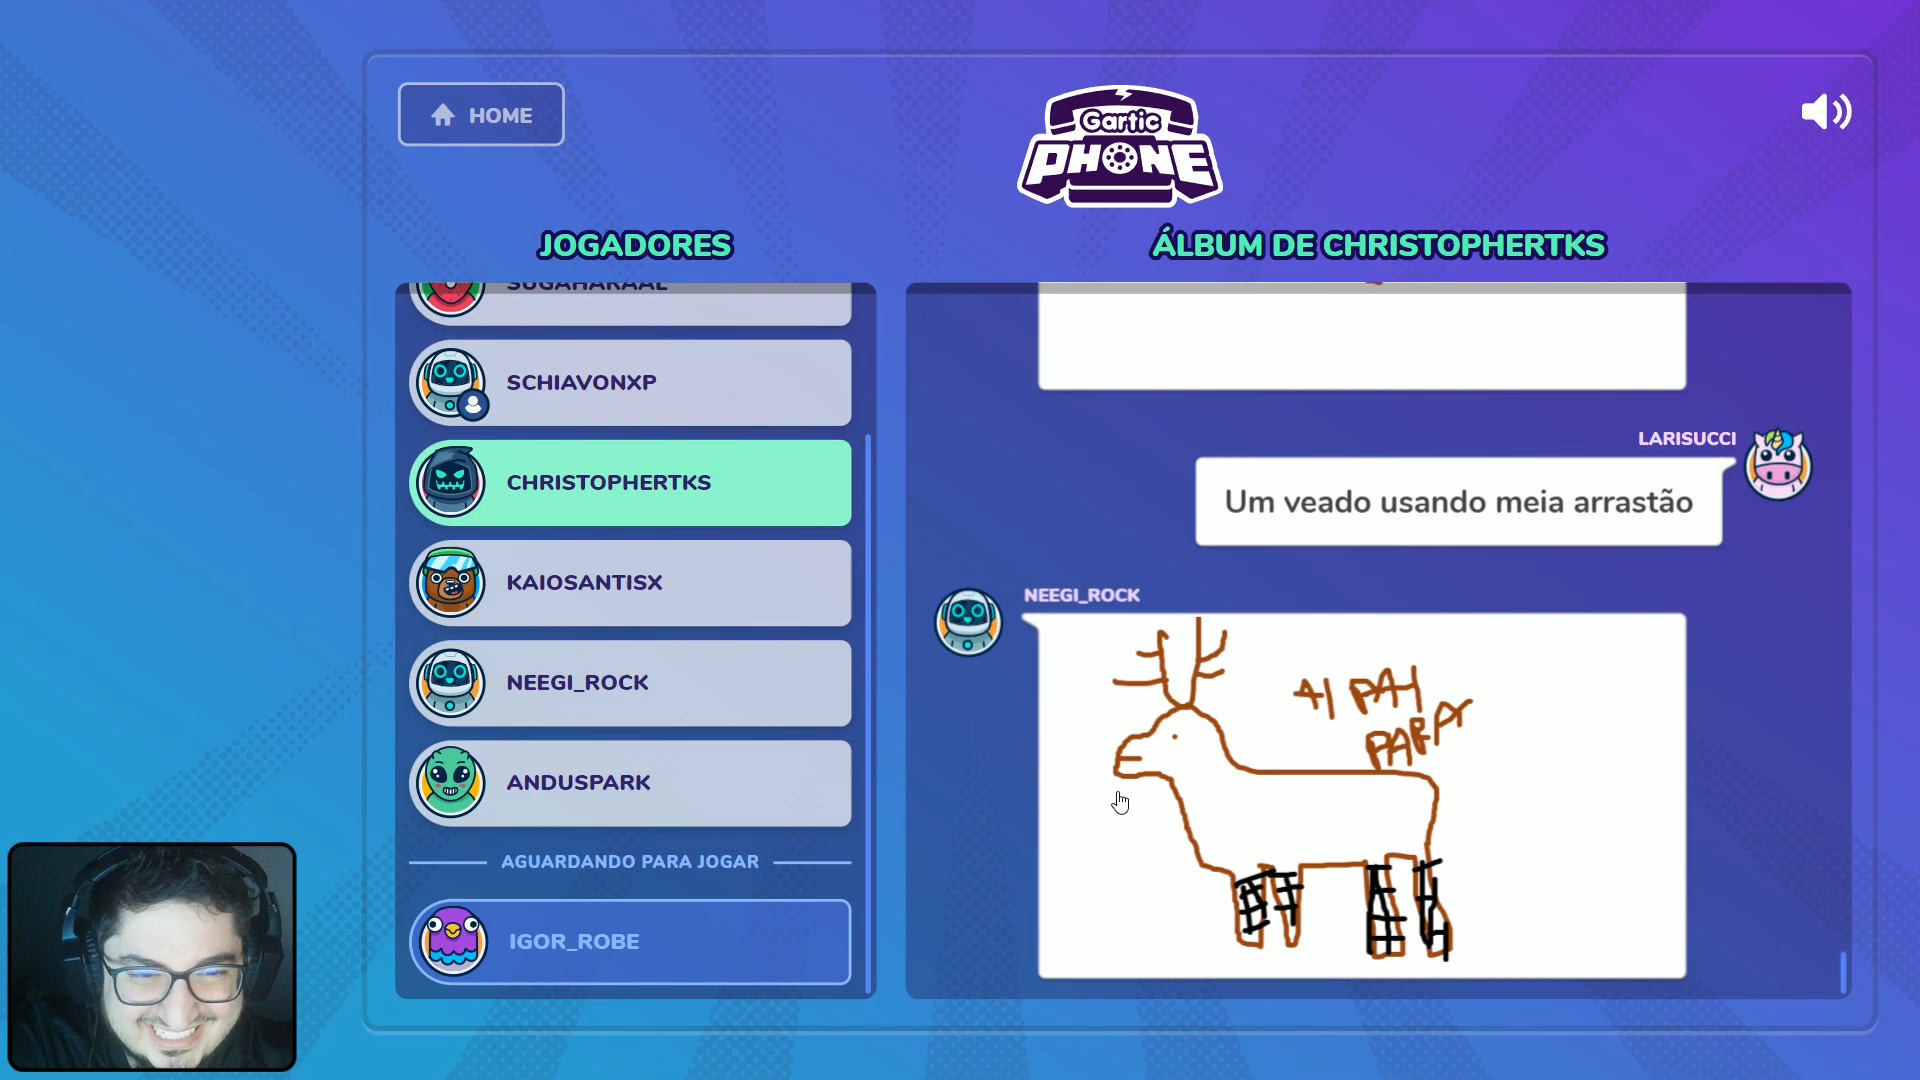 HOME
Gartic
PHONE
JOGADORES
ÁLBUM DE CHRISTOPHERTKS
SUGAHARAAL
SCHIAVONXP
CHRISTOPHERTKS
KAIOSANTISX
NEEGI_ROCK
ANDUSPARK
AGUARDANDO PARA JOGAR
IGOR_ROBE
LARISUCCI
Um veado usando meia arrastão
NEEGI_ROCK
AI PAI
PARA